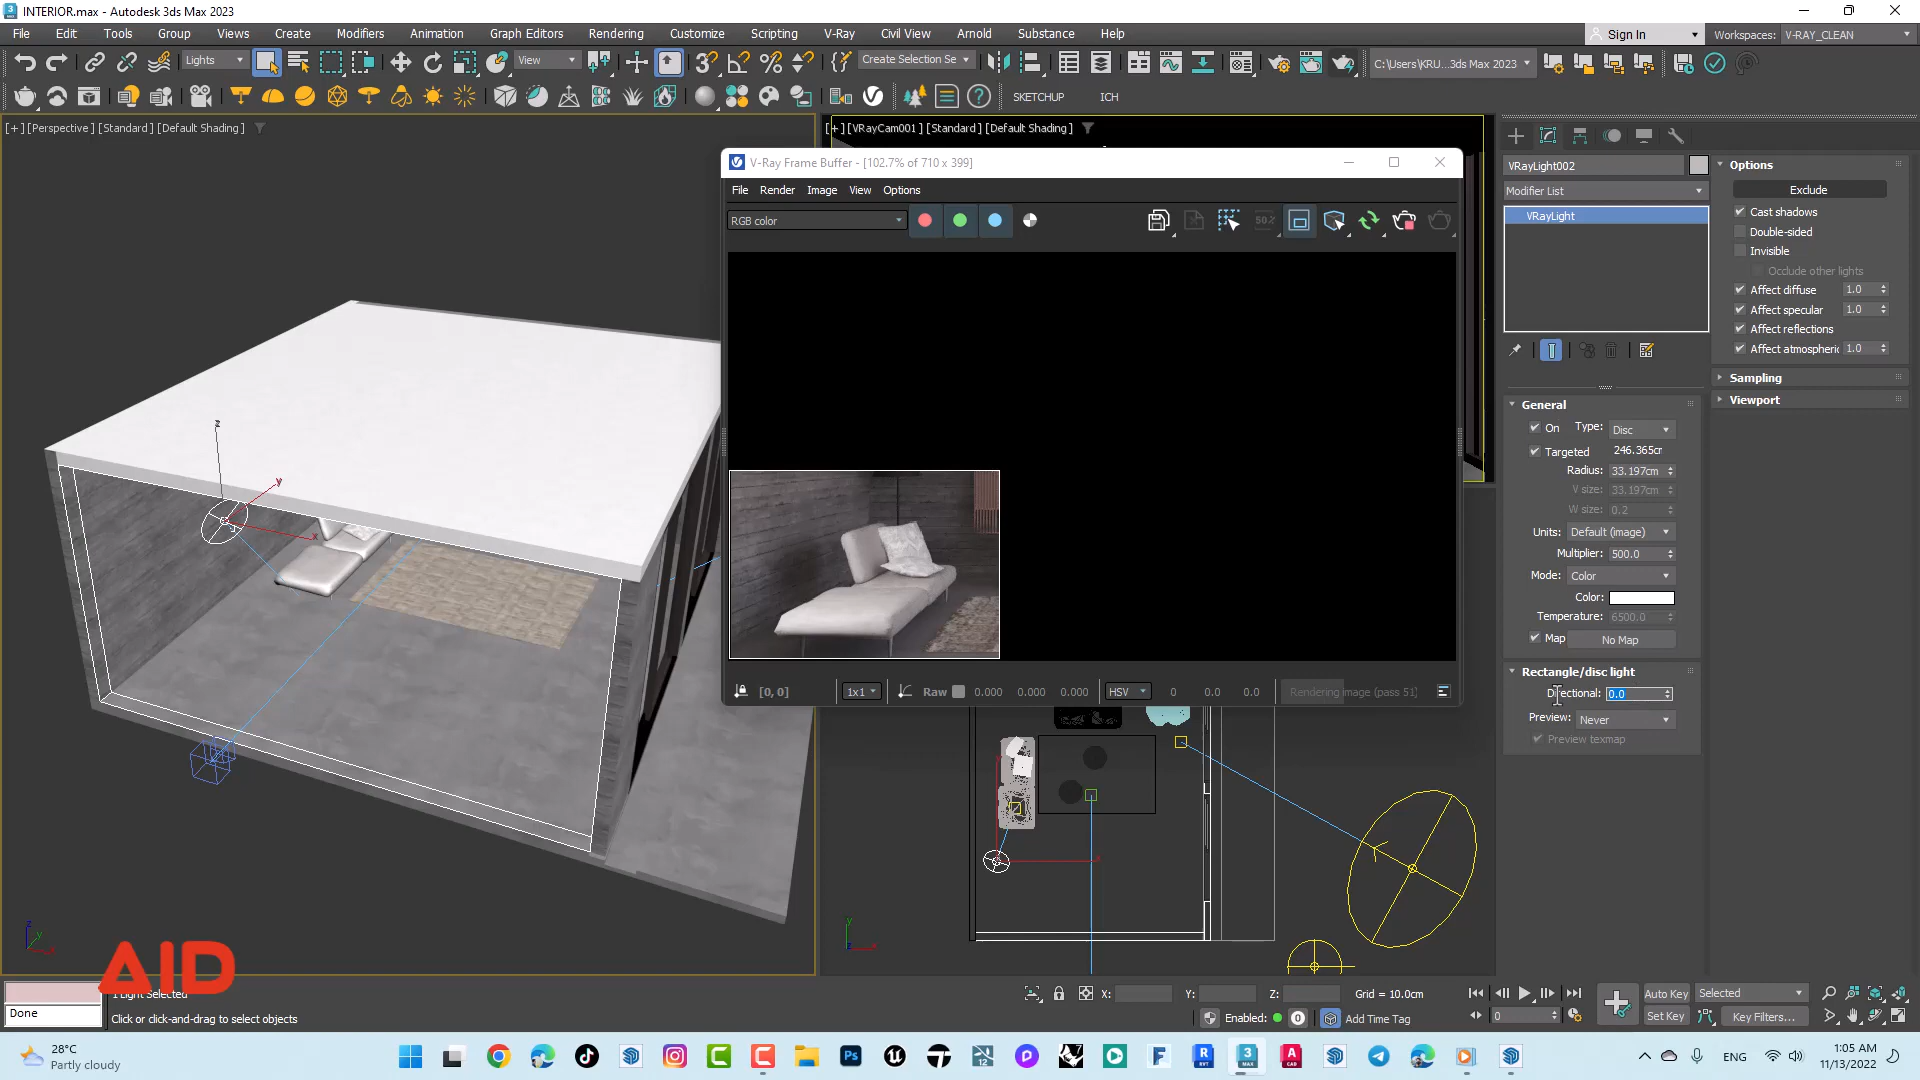 INTERIOR.max - Autodesk 3ds Max 2023
File Edit Tools Group Views Create Modifiers Animation Graph Editors Rendering Customize Scripting Civil View V-Ray Arnold Substance Help
Sign In
Workspaces: V-RAY_CLEAN
Lights
View
Create Selection Se
C:\Users\KRU...3ds Max 2023
SKETCHUP ICH
[+] [Perspective] [Standard] [Default Shading]
[+] [VRayCam001] [Standard] [Default Shading]
V-Ray Frame Buffer - [102.7% of 710 x 399]
File Render Image View Options
RGB color
50%
[0, 0]
1x1
Raw 0.000 0.000 0.000
HSV 0 0.0 0.0
Rendering image (pass 51)
z
y
x
VRayLight002
Modifier List
VRayLight
General
On Type: Disc
Targeted 246.365cm
Radius: 33.197cm
V size: 33.197cm
W size: 0.2
Units: Default (image)
Multiplier: 500.0
Mode: Color
Color:
Temperature: 6500.0
Map No Map
Rectangle/disc light
Directional: 0.0
Preview: Never
Preview texmap
Options
Exclude
Cast shadows
Double-sided
Invisible
Occlude other lights
Affect diffuse 1.0
Affect specular 1.0
Affect reflections
Affect atmospheric 1.0
Sampling
Viewport
AID
1 Light Selected
Done
Click or click-and-drag to select objects
X: Y: Z: Grid = 10.0cm
Enabled: 0 Add Time Tag
0
Auto Key Selected
Set Key Key Filters...
28°C
Partly cloudy
ENG
1:05 AM
11/13/2022